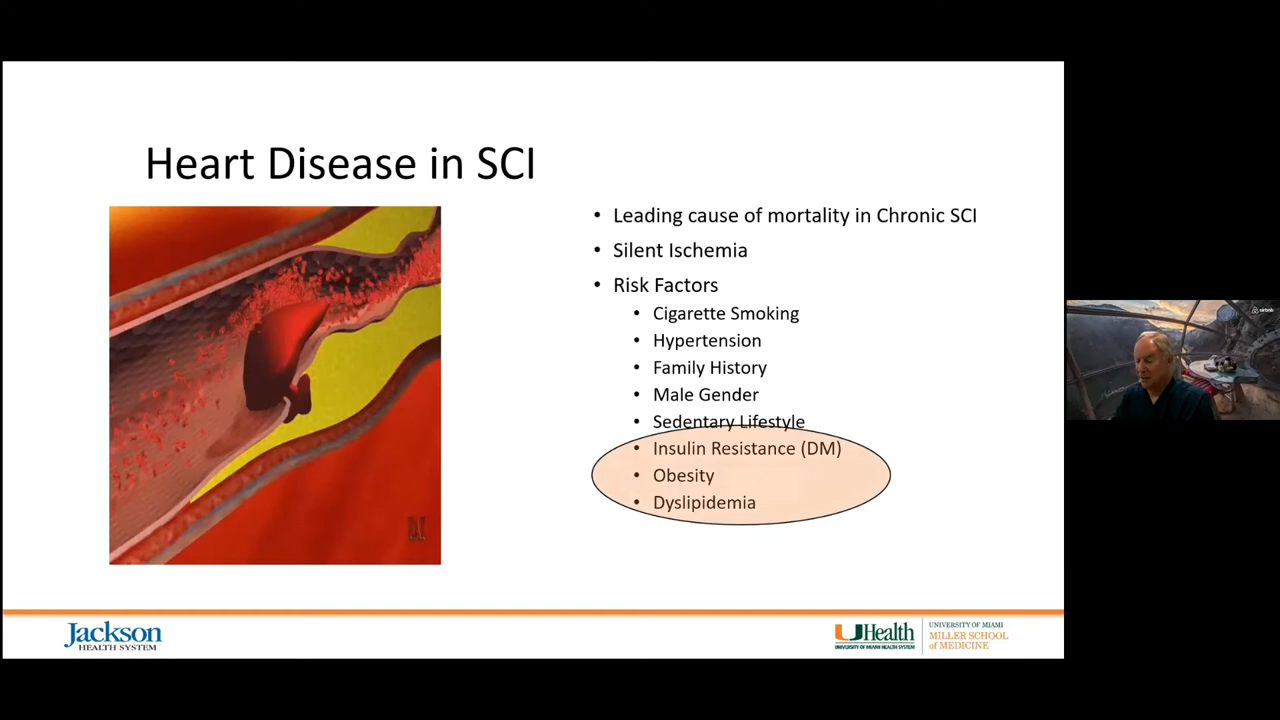 Heart Disease in SCI
• Leading cause of mortality in Chronic SCI
• Silent Ischemia
• Risk Factors
• Cigarette Smoking
• Hypertension
• Family History
• Male Gender
• Sedentary Lifestyle
• Insulin Resistance (DM)
• Obesity
• Dyslipidemia
Jackson
HEALTH SYSTEM
UHealth
UNIVERSITY OF MIAMI HEALTH SYSTEM
UNIVERSITY OF MIAMI
MILLER SCHOOL
of MEDICINE
airbnb